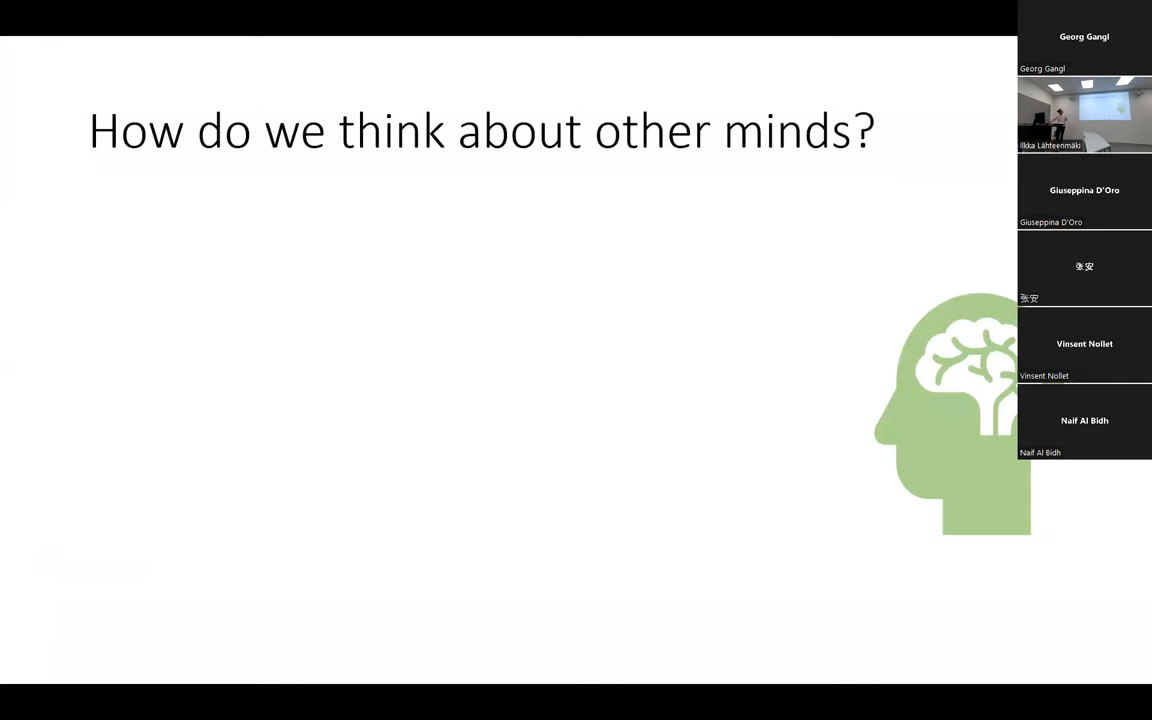 How do we think about other minds?
Georg Gangl
Georg Gangl
Ilkka Lähteenmäki
Giuseppina D'Oro
Giuseppina D'Oro
张安
张安
Vinsent Nollet
Vinsent Nollet
Naif Al Bidh
Naif Al Bidh